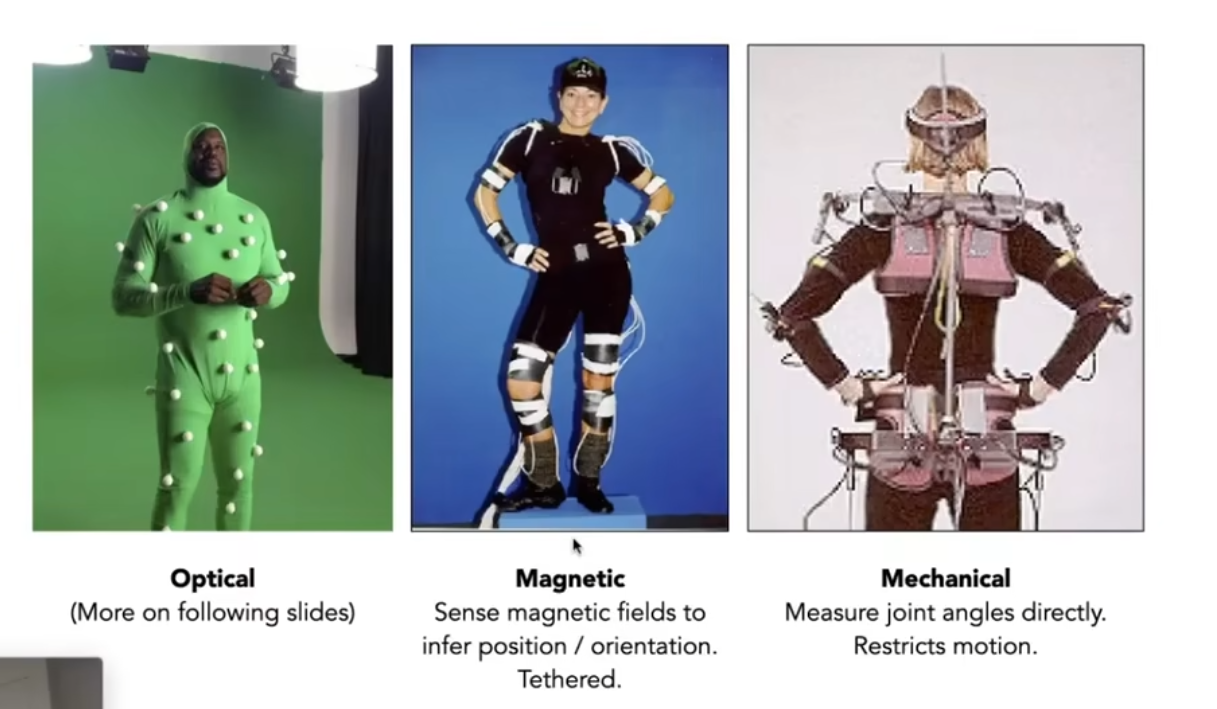 Optical
(More on following slides)
Magnetic
Sense magnetic fields to
infer position / orientation.
Tethered.
Mechanical
Measure joint angles directly.
Restricts motion.